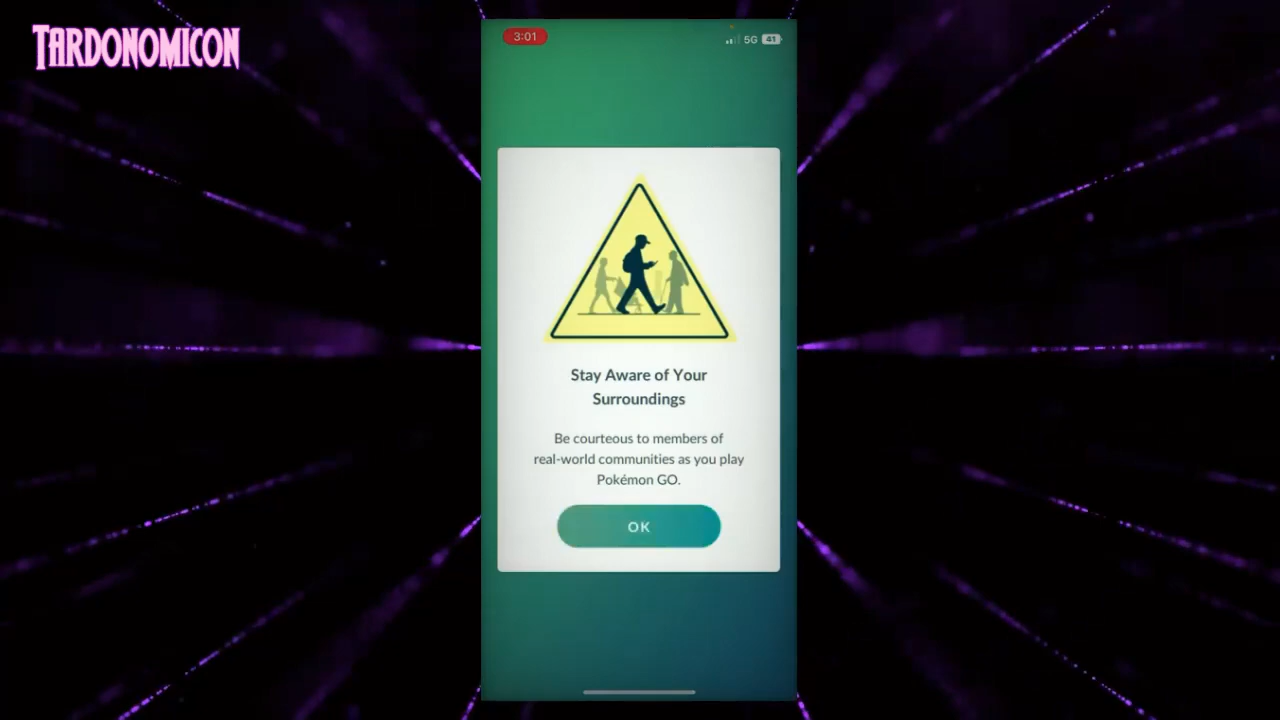 TARDONOMICON
3:01
5G 41
Stay Aware of Your
Surroundings
Be courteous to members of
real-world communities as you play
Pokémon GO.
OK